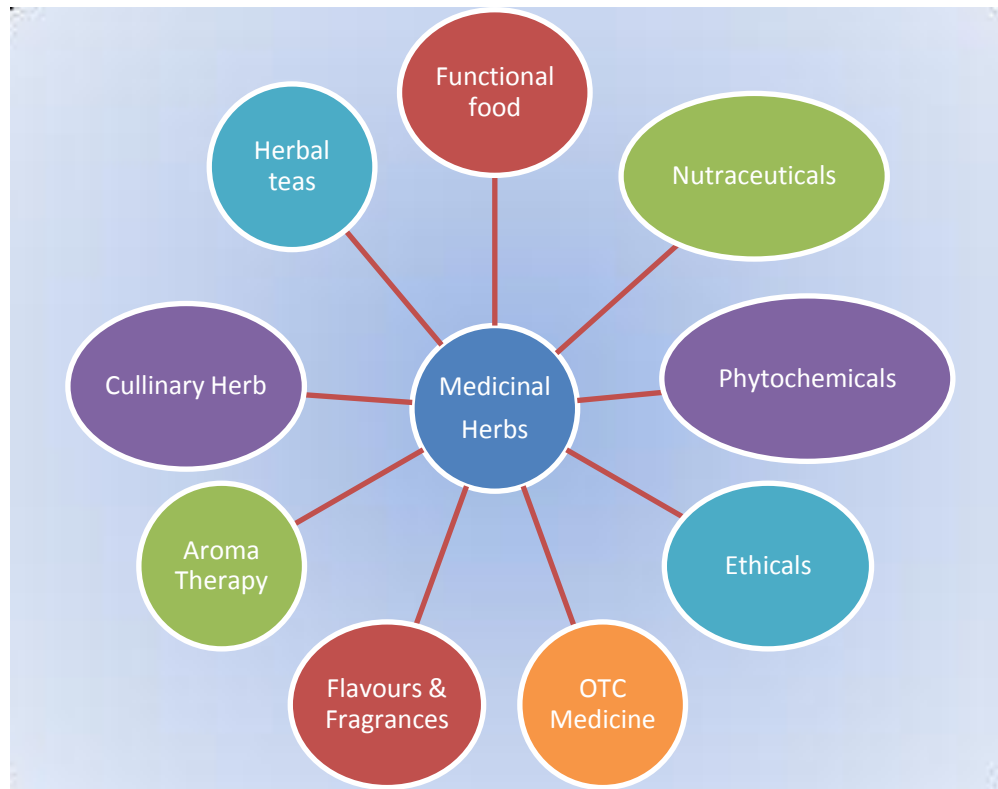 Functional
food
Nutraceuticals
Phytochemicals
Ethicals
OTC
Medicine
Flavours &
Fragrances
Aroma
Therapy
Cullinary Herb
Herbal
teas
Medicinal
Herbs